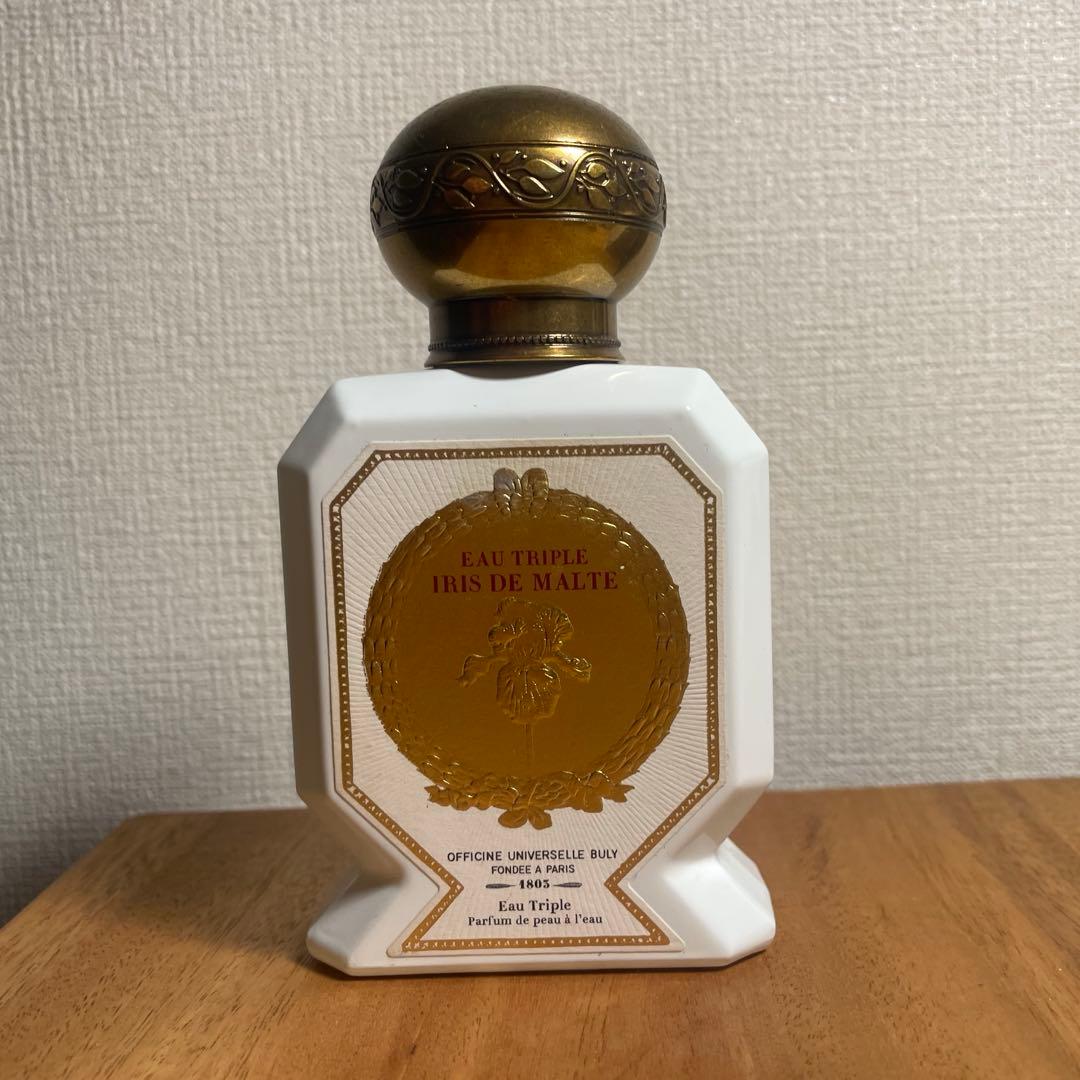 EAU TRIPLE
IRIS DE MALTE
OFFICINE UNIVERSELLE BULY
FONDEE A PARIS
1803
Eau Triple
Parfum de peau à l'eau